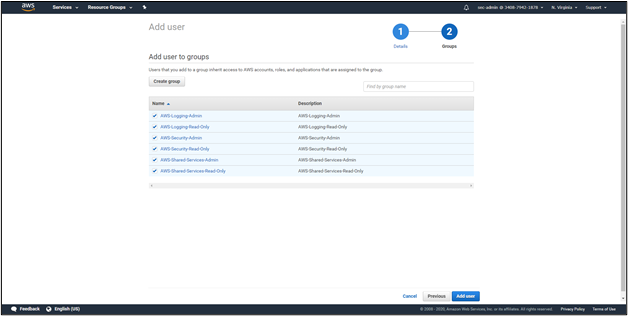 aws Services Resource Groups sec-admin @ 2408-7942-1878 N. Virginia Support
Add user
1 2
Details Groups
Add user to groups
Users that you add to a group inherit access to AWS accounts, roles, and applications that are assigned to the group.
Create group
Find by group name
Name Description
AWS-Logging-Admin AWS-Logging-Admin
AWS-Logging-Read-Only AWS-Logging-Read-Only
AWS-Security-Admin AWS-Security-Admin
AWS-Security-Read-Only AWS-Security-Read-Only
AWS-Shared-Services-Admin AWS-Shared-Services-Admin
AWS-Shared-Services-Read-Only AWS-Shared-Services-Read-Only
Cancel Previous Add user
Feedback English (US) © 2008 - 2020, Amazon Web Services, Inc. or its affiliates. All rights reserved. Privacy Policy Terms of Use